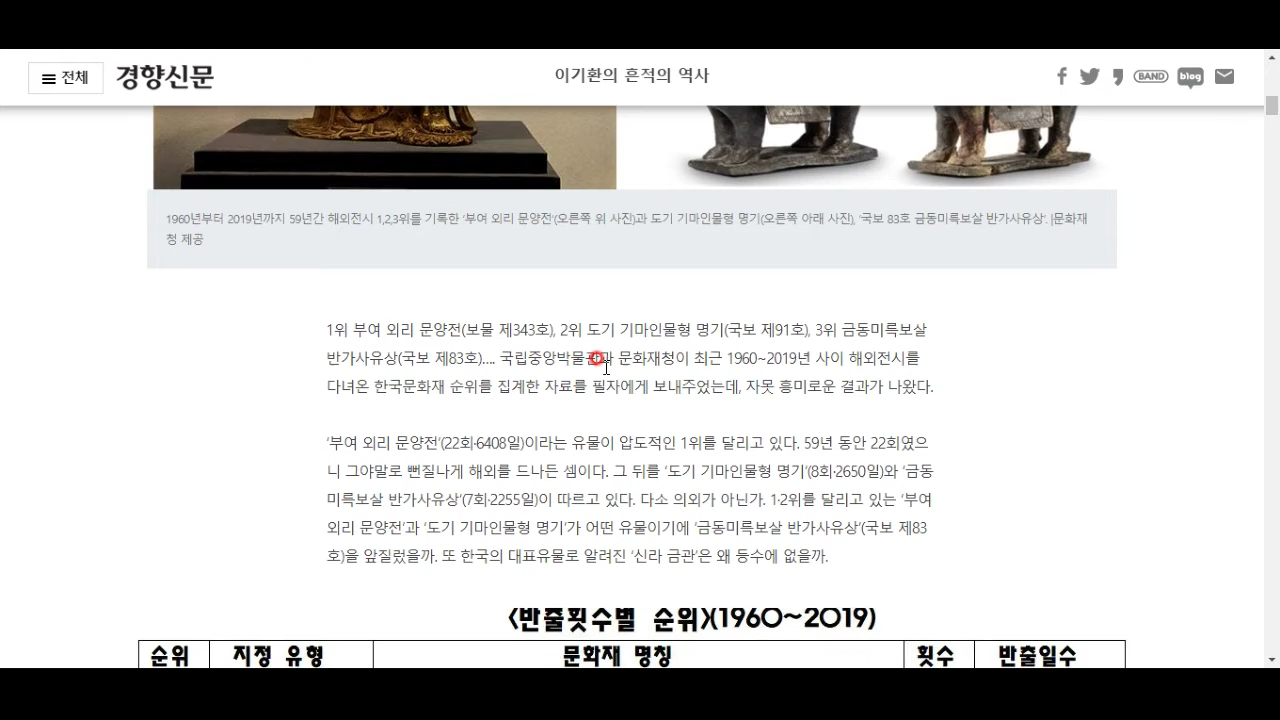 전체 경향신문 이기환의 흔적의 역사 BAND blog
1960년부터 2019년까지 59년간 해외전시 1,2,3위를 기록한 '부여 외리 문양전'(오른쪽 위 사진)과 도기 기마인물형 명기(오른쪽 아래 사진), '국보 83호 금동미륵보살 반가사유상'. |문화재
청 제공
1위 부여 외리 문양전(보물 제343호), 2위 도기 기마인물형 명기(국보 제91호), 3위 금동미륵보살
반가사유상(국보 제83호)…. 국립중앙박물관과 문화재청이 최근 1960~2019년 사이 해외전시를
다녀온 한국문화재 순위를 집계한 자료를 필자에게 보내주었는데, 자못 흥미로운 결과가 나왔다.
'부여 외리 문양전'(22회·6408일)이라는 유물이 압도적인 1위를 달리고 있다. 59년 동안 22회였으
니 그야말로 뻔질나게 해외를 드나든 셈이다. 그 뒤를 '도기 기마인물형 명기'(8회·2650일)와 '금동
미륵보살 반가사유상'(7회·2255일)이 따르고 있다. 다소 의외가 아닌가. 1·2위를 달리고 있는 '부여
외리 문양전'과 '도기 기마인물형 명기'가 어떤 유물이기에 '금동미륵보살 반가사유상'(국보 제83
호)을 앞질렀을까. 또 한국의 대표유물로 알려진 '신라 금관'은 왜 등수에 없을까.
<반출횟수별 순위>(1960~2019)
순위 지정 유형 문화재 명칭 횟수 반출일수